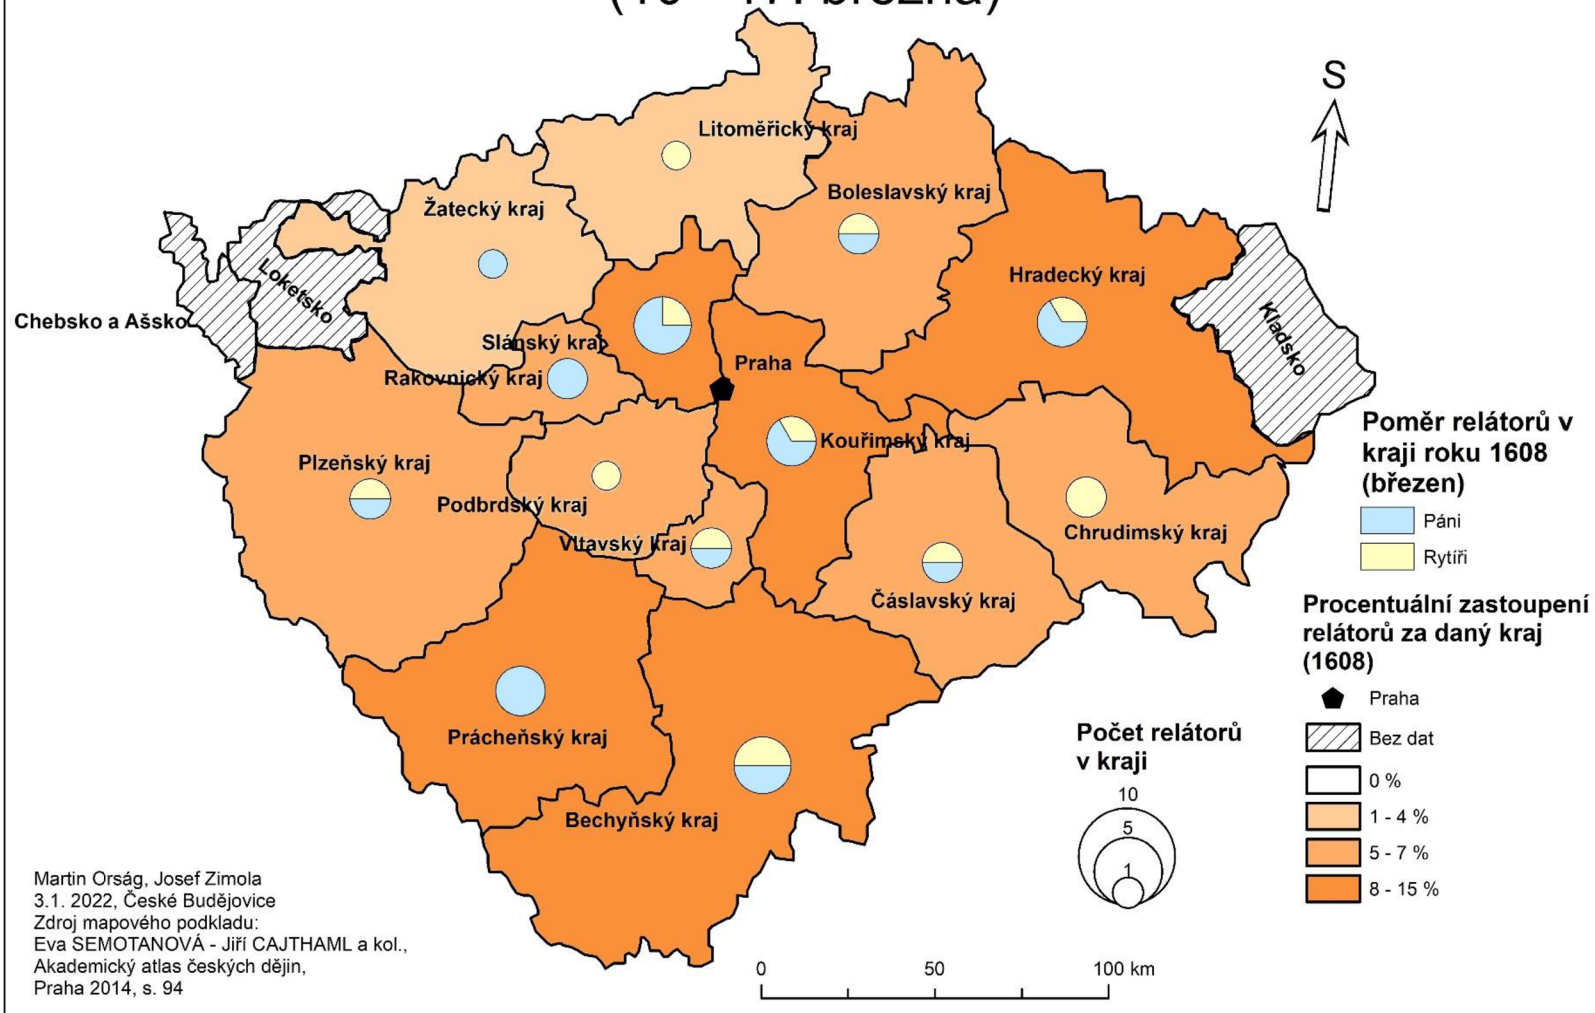 S
Litoměřický kraj
Boleslavský kraj
Žatecký kraj
Hradecký kraj
Loketsko
Chebsko a Ašsko
Kladsko
Slánský kraj
Praha
Rakovnický kraj
Kouřimský kraj
Plzeňský kraj
Podbrdský kraj
Chrudimský kraj
Vltavský kraj
Čáslavský kraj
Prácheňský kraj
Bechyňský kraj
Poměr relátorů v
kraji roku 1608
(březen)
Páni
Rytíři
Procentuální zastoupení
relátorů za daný kraj
(1608)
Praha
Bez dat
0 %
1 - 4 %
5 - 7 %
8 - 15 %
Počet relátorů
v kraji
10
5
1
Martin Orság, Josef Zimola
3.1. 2022, České Budějovice
Zdroj mapového podkladu:
Eva SEMOTANOVÁ - Jiří CAJTHAML a kol.,
Akademický atlas českých dějin,
Praha 2014, s. 94
0 50 100 km